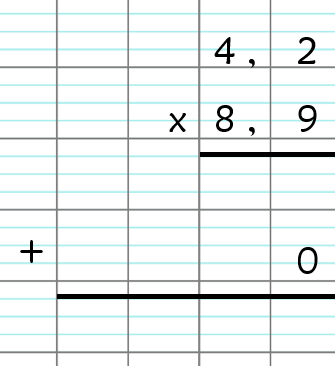 4, 2
x 8, 9
+ 0